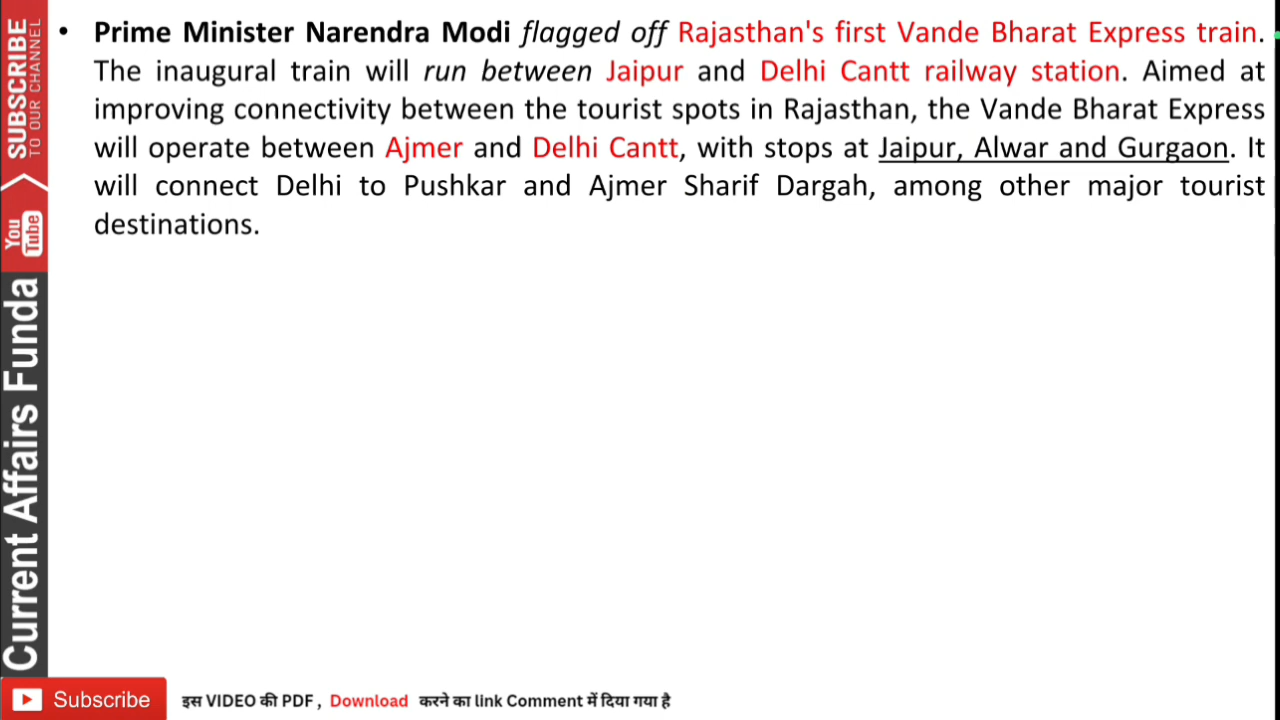 • Prime Minister Narendra Modi flagged off Rajasthan's first Vande Bharat Express train.
The inaugural train will run between Jaipur and Delhi Cantt railway station. Aimed at
improving connectivity between the tourist spots in Rajasthan, the Vande Bharat Express
will operate between Ajmer and Delhi Cantt, with stops at Jaipur, Alwar and Gurgaon. It
will connect Delhi to Pushkar and Ajmer Sharif Dargah, among other major tourist
destinations.
SUBSCRIBE
TO OUR CHANNEL
You
Tube
Current Affairs Funda
Subscribe
इस VIDEO की PDF , Download करने का link Comment में दिया गया है